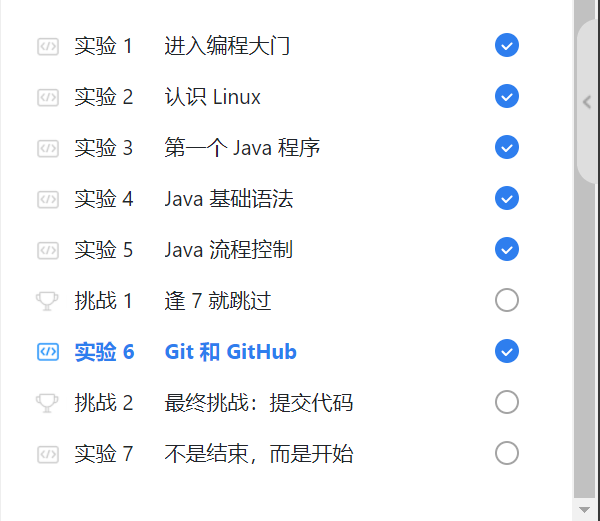 实验 1 进入编程大门
实验 2 认识 Linux
实验 3 第一个 Java 程序
实验 4 Java 基础语法
实验 5 Java 流程控制
挑战 1 逢 7 就跳过
实验 6 Git 和 GitHub
挑战 2 最终挑战：提交代码
实验 7 不是结束，而是开始